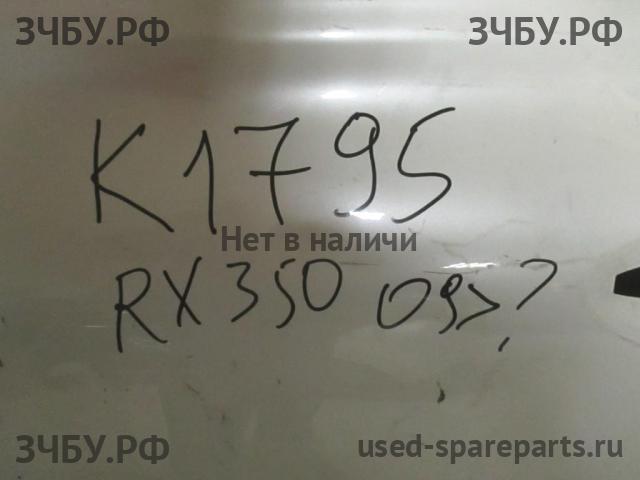 ЗЧБУ.РФ ЗЧБУ.РФ
K1795
Нет в наличи
RX350 09>?
ЗЧБУ.РФ used-spareparts.ru